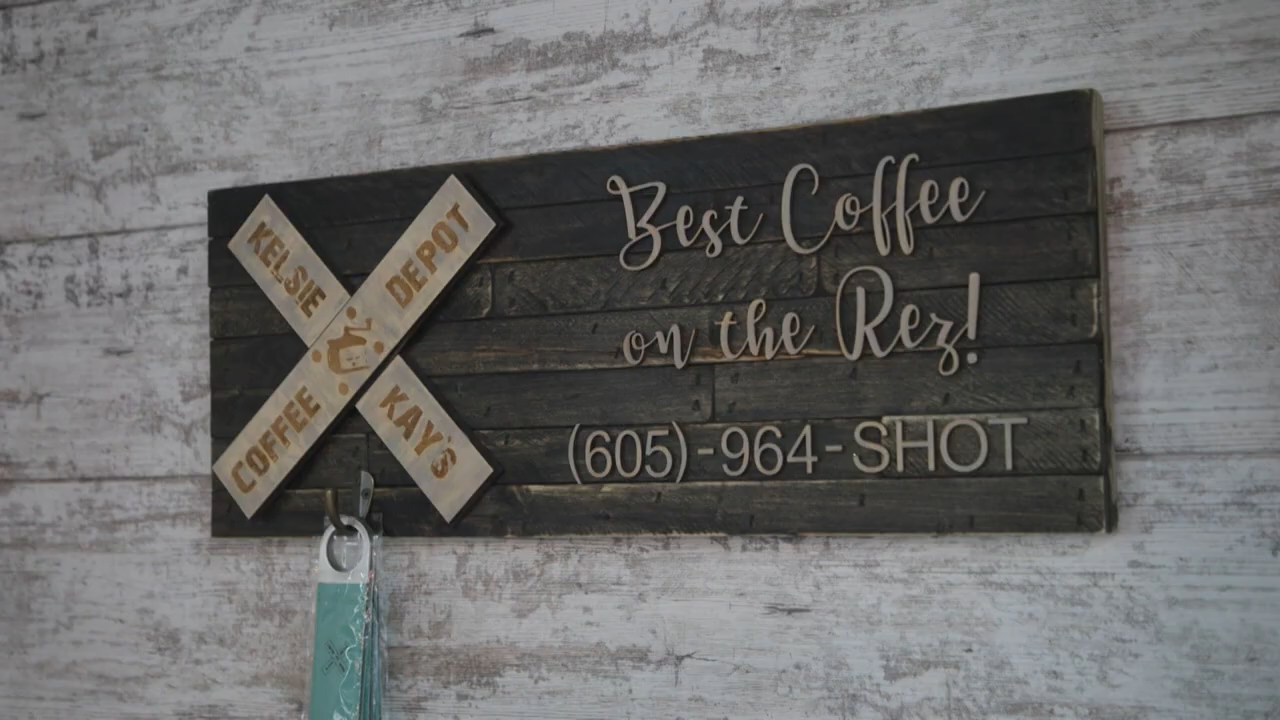 KELSIE KAY'S
COFFEE DEPOT
Best Coffee
on the Rez!
(605)-964-SHOT